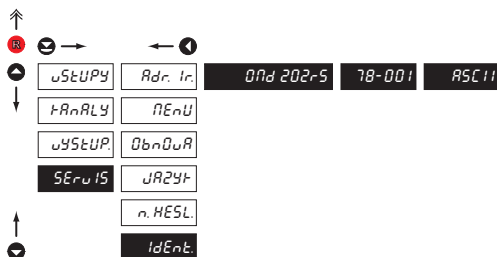 R
vStUPY Adr. Ir. OMd 202rS 78-001 ASCII
KAnALY MEnU
vYStUP. ObnOvA
SErvIS JAZYK
n. HESL.
IdEnt.